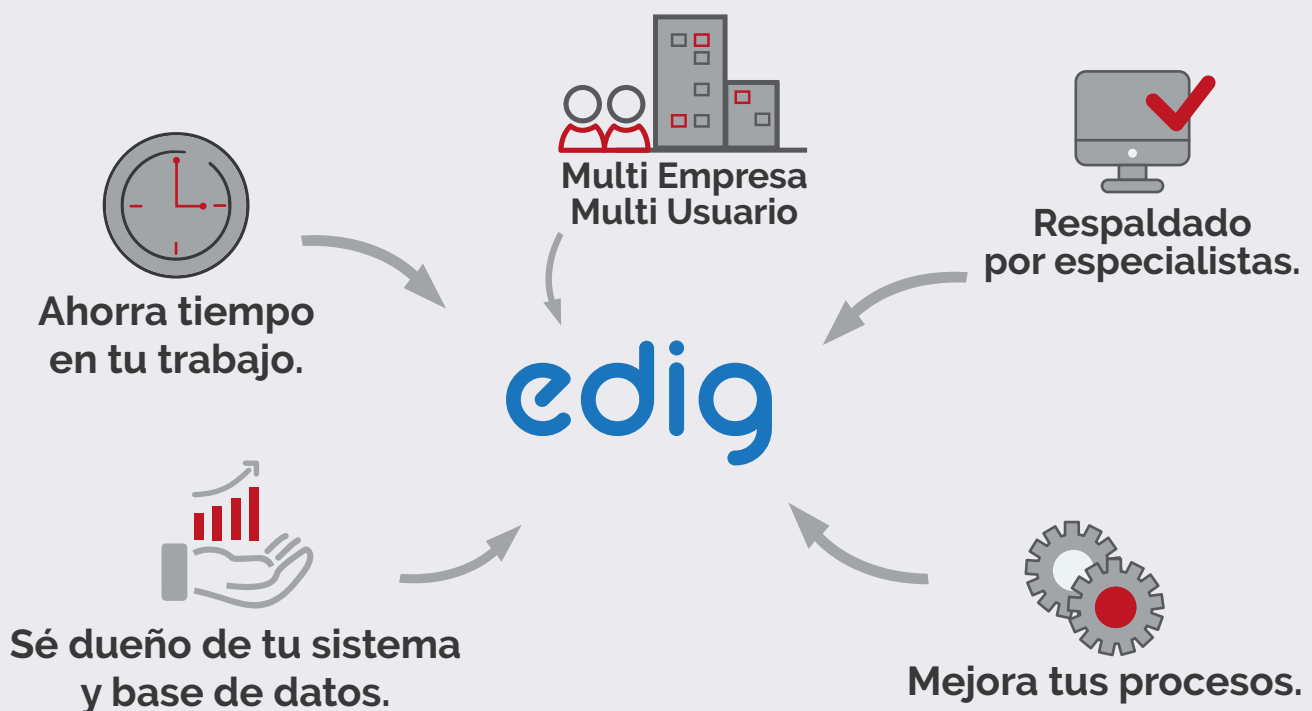 Multi Empresa
Multi Usuario
Respaldado
por especialistas.
Ahorra tiempo
en tu trabajo.
edig
Sé dueño de tu sistema
y base de datos.
Mejora tus procesos.